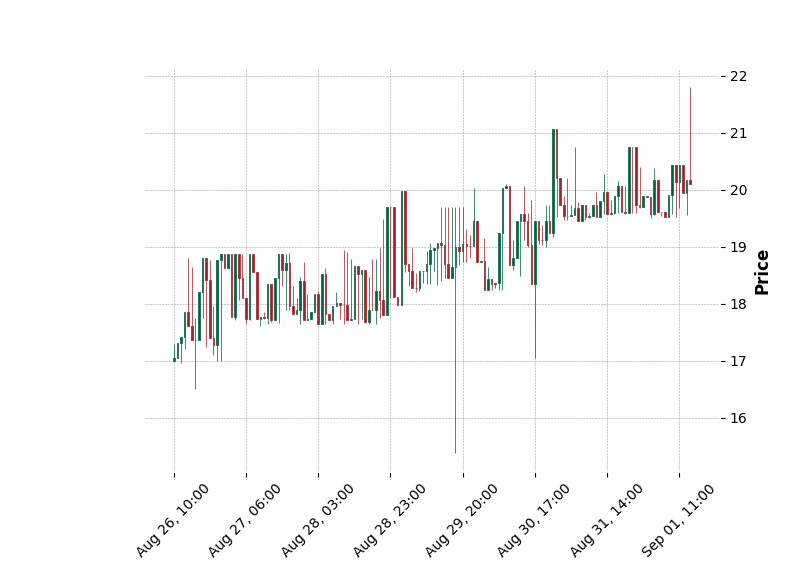 22
21
20
19
18
17
16
Price
Aug 26, 10:00
Aug 27, 06:00
Aug 28, 03:00
Aug 28, 23:00
Aug 29, 20:00
Aug 30, 17:00
Aug 31, 14:00
Sep 01, 11:00